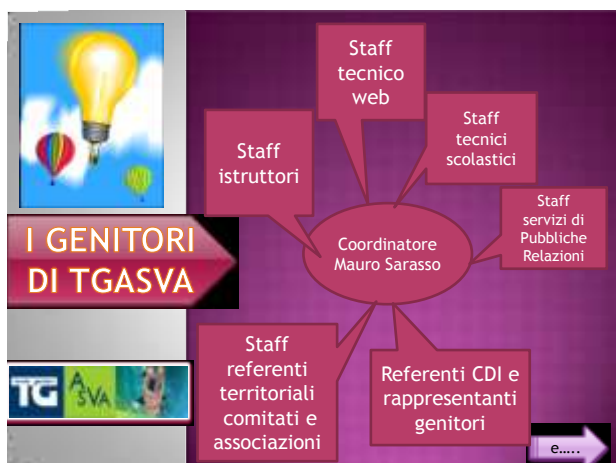 Staff
tecnico
web
Staff
tecnici
scolastici
Staff
istruttori
Staff
servizi di
Pubbliche
Relazioni
I GENITORI
DI TGASVA
Coordinatore
Mauro Sarasso
Staff
referenti
territoriali
comitati e
associazioni
Referenti CDI e
rappresentanti
genitori
TG ASVA
e.....